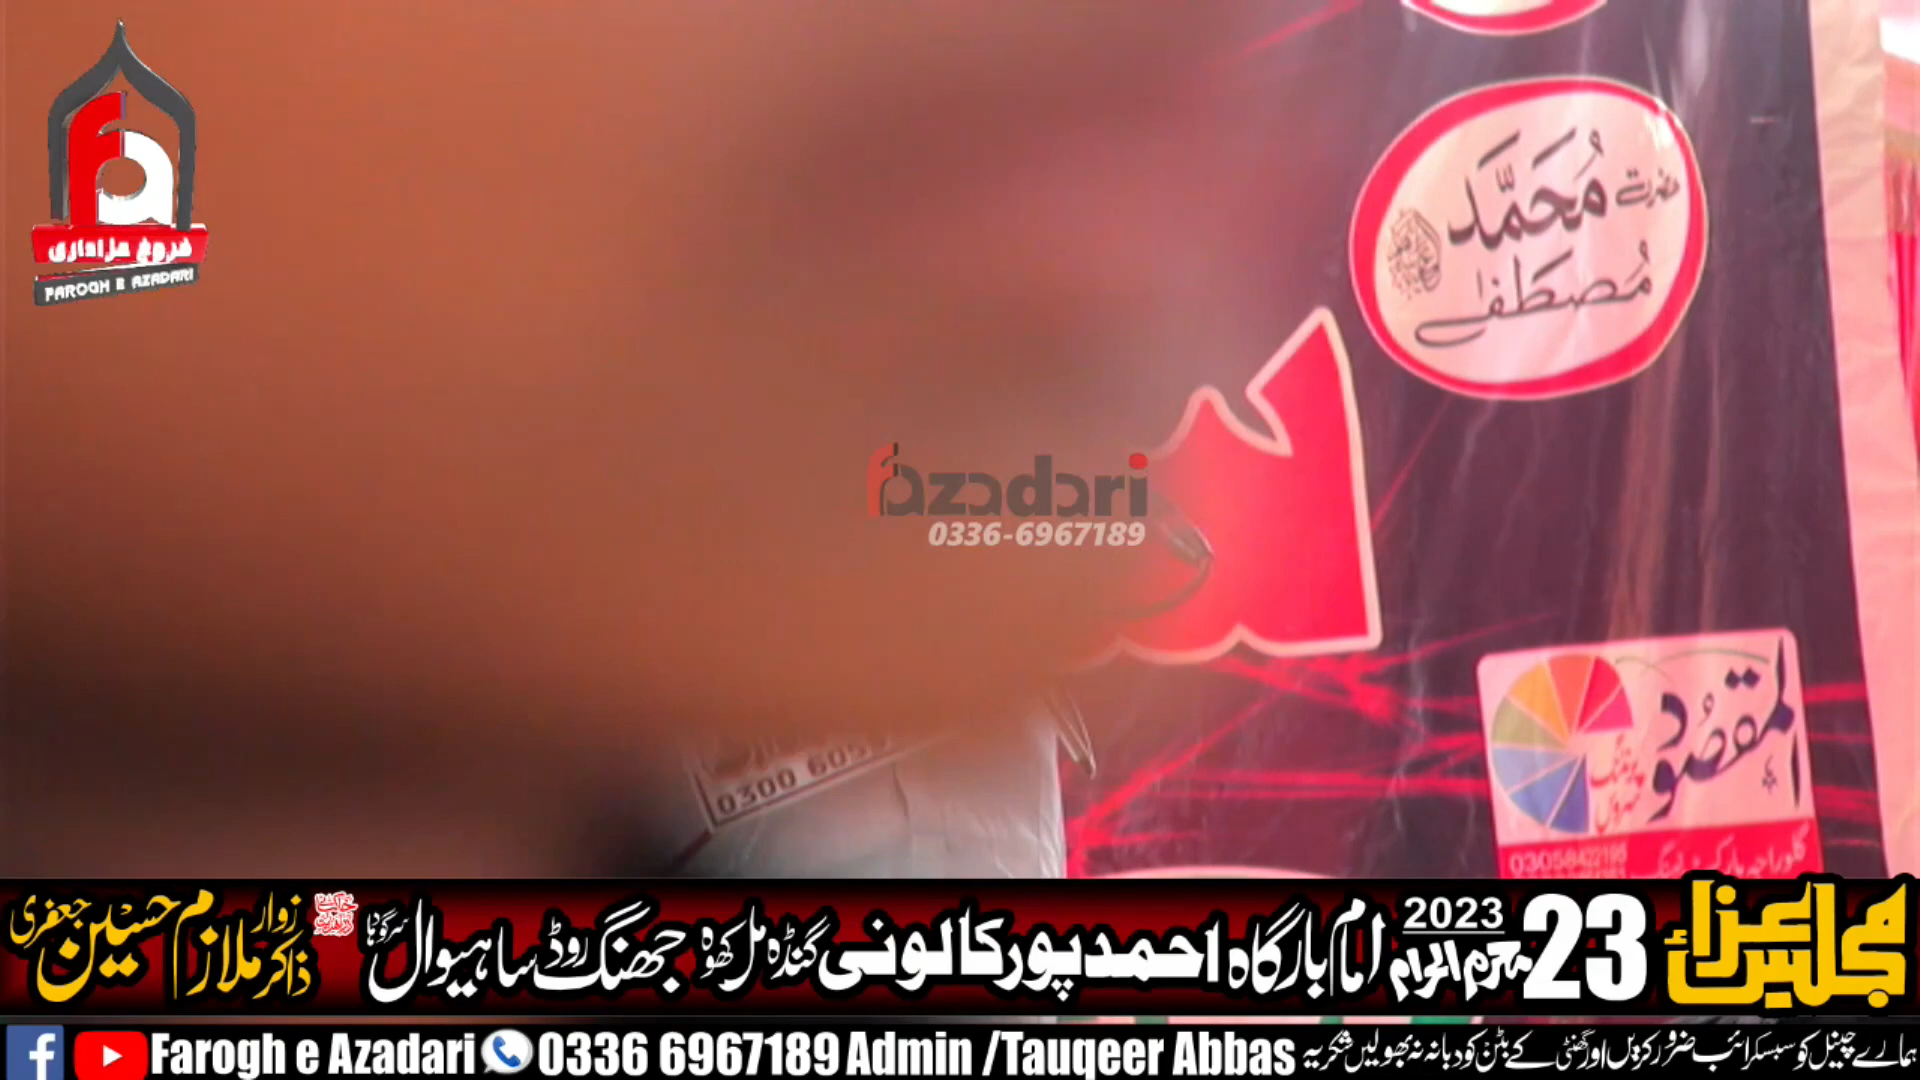 فروغ عزاداری
FAROGH E AZADARI
حضرت محمد
مصطفیٰ
fazadari
0336-6967189
المقصود
0300 605
مجلس عزاء 23 محرم الحرام 2023 امام بارگاہ احمد پور کالونی گنڈہ مل کھوہ جھنگ روڈ ساہیوال سرگودہا
ذاکر زوار ملازم حسین جعفری
Farogh e Azadari 0336 6967189 Admin /Tauqeer Abbas
ہمارے چینل کو سبسکرائب ضرور کریں اور گھنٹی کے بٹن کو دبانا نہ بھولیں شکریہ